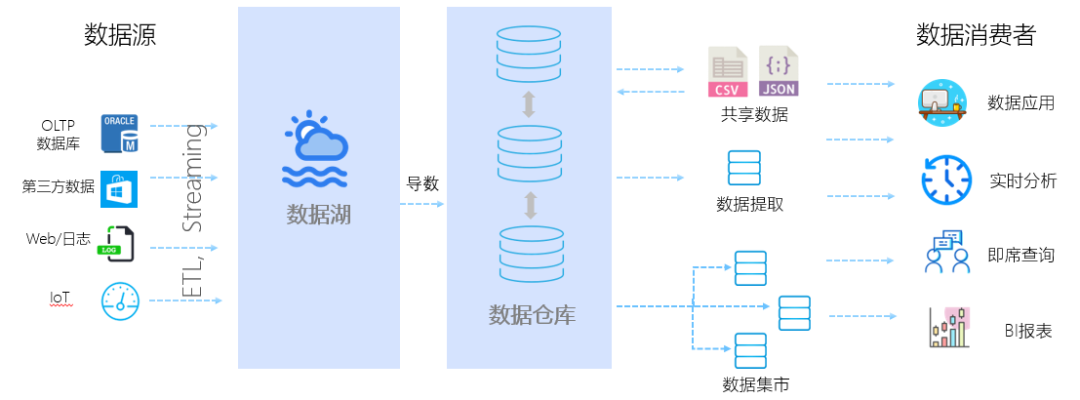 数据源
数据消费者
OLTP
数据库
ORACLE
M
第三方数据
Web/日志
LOG
IoT
ETL, Streaming
数据湖
导数
数据仓库
CSV
{;}
JSON
共享数据
数据提取
数据集市
数据应用
实时分析
即席查询
BI报表